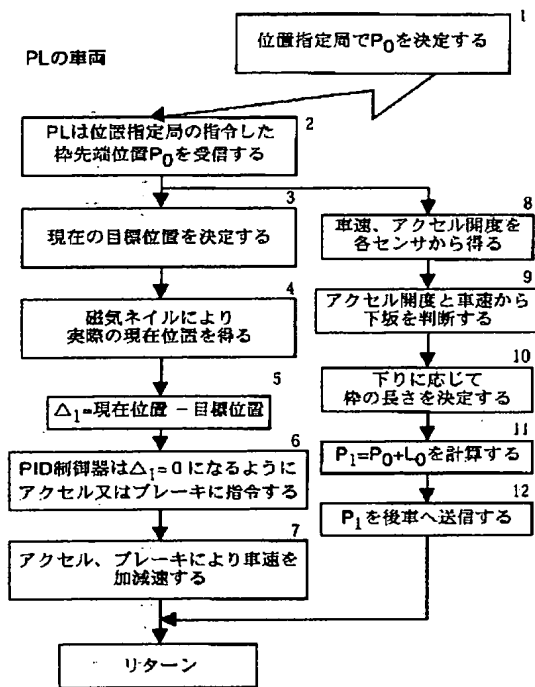 1
位置指定局でP0を決定する
PLの車両
2
PLは位置指定局の指令した
枠先端位置P0を受信する
3
現在の目標位置を決定する
4
磁気ネイルにより
実際の現在位置を得る
5
△1=現在位置 − 目標位置
6
PID制御器は△1=0になるように
アクセル又はブレーキに指令する
7
アクセル、ブレーキにより車速を
加減速する
8
車速、アクセル開度を
各センサから得る
9
アクセル開度と車速から
下坂を判断する
10
下りに応じて
枠の長さを決定する
11
P1=P0+L0を計算する
12
P1を後車へ送信する
リターン